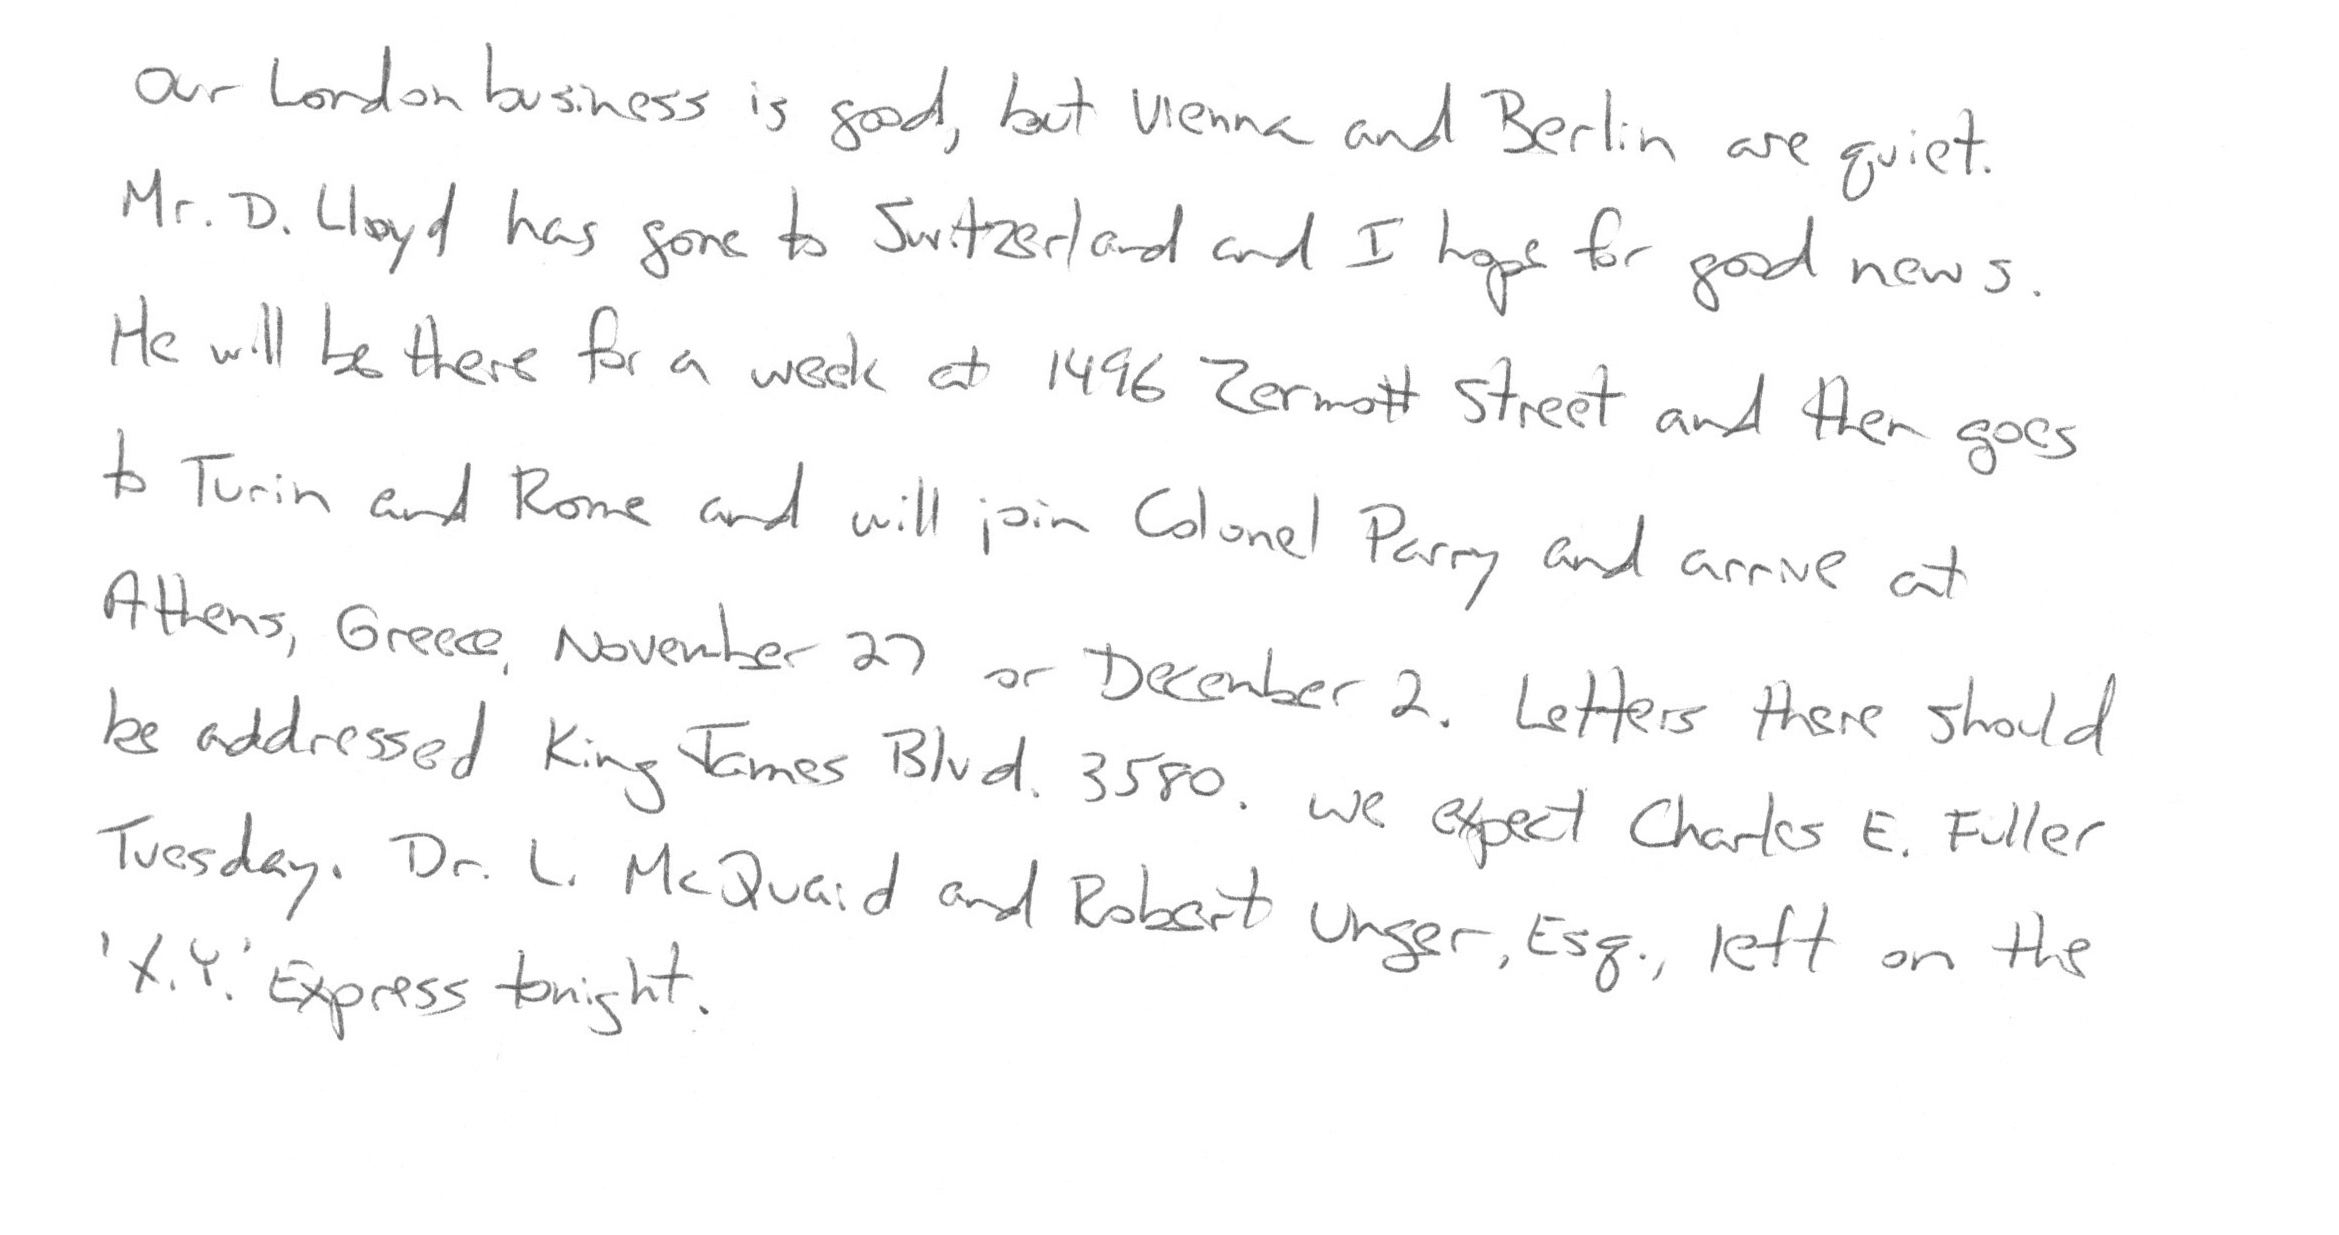 Our London business is good, but Vienna and Berlin are quiet.
Mr. D. Lloyd has gone to Switzerland and I hope for good news.
He will be there for a week at 1496 Zermott Street and then goes
to Turin and Rome and will join Colonel Parry and arrive at
Athens, Greece, November 27 or December 2. Letters there should
be addressed King James Blvd. 3580. We expect Charles E. Fuller
Tuesday. Dr. L. McQuaid and Robert Unger, Esq., left on the
'X.Y.' Express tonight.